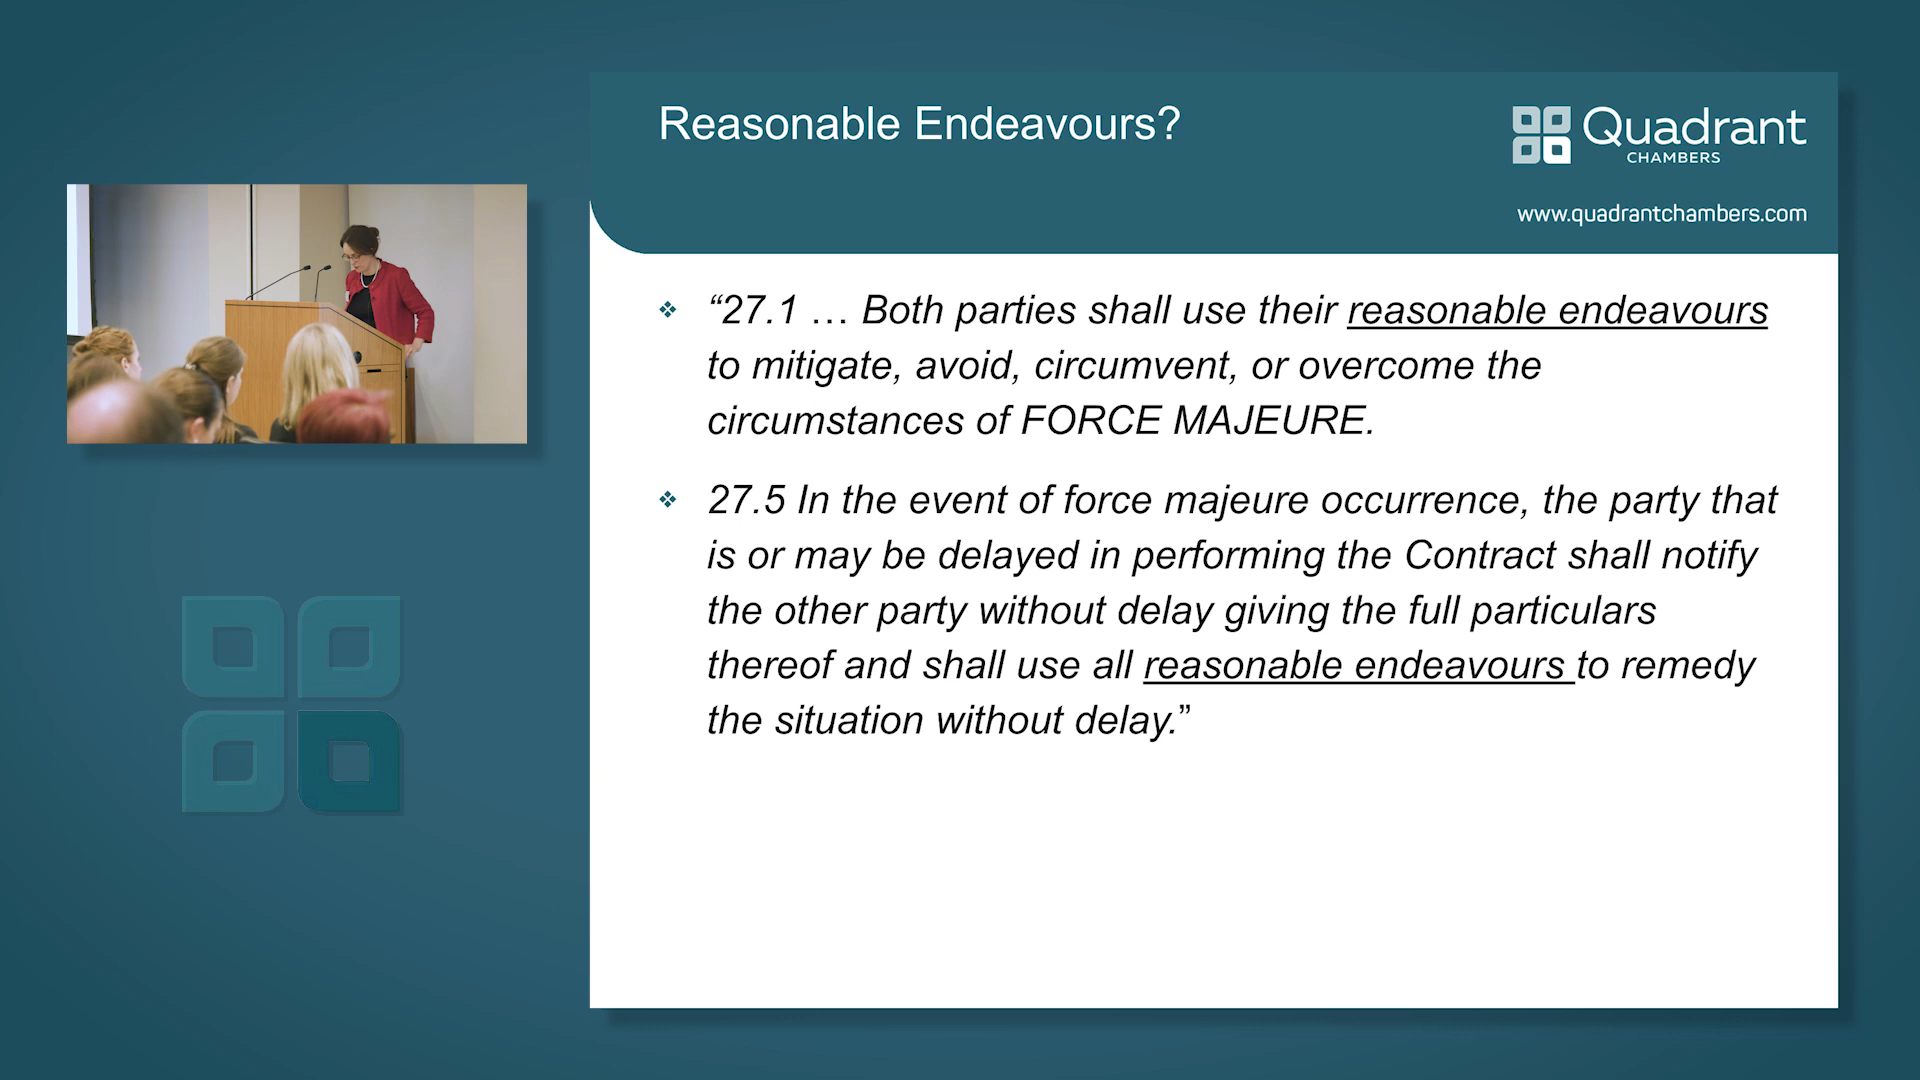 Reasonable Endeavours?
Quadrant
CHAMBERS
www.quadrantchambers.com
“27.1 … Both parties shall use their reasonable endeavours
to mitigate, avoid, circumvent, or overcome the
circumstances of FORCE MAJEURE.
27.5 In the event of force majeure occurrence, the party that
is or may be delayed in performing the Contract shall notify
the other party without delay giving the full particulars
thereof and shall use all reasonable endeavours to remedy
the situation without delay.”